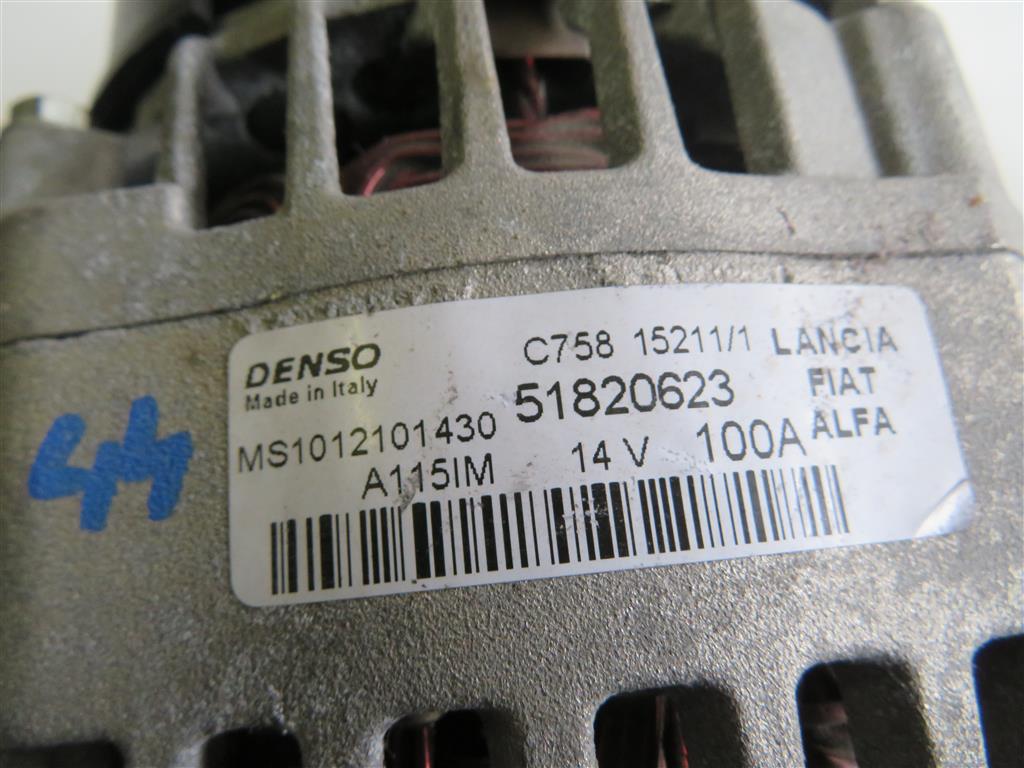 DENSO C758 15211/1 LANCIA
Made in Italy 51820623 FIAT
MS1012101430 100A ALFA
A115IM 14 V
44